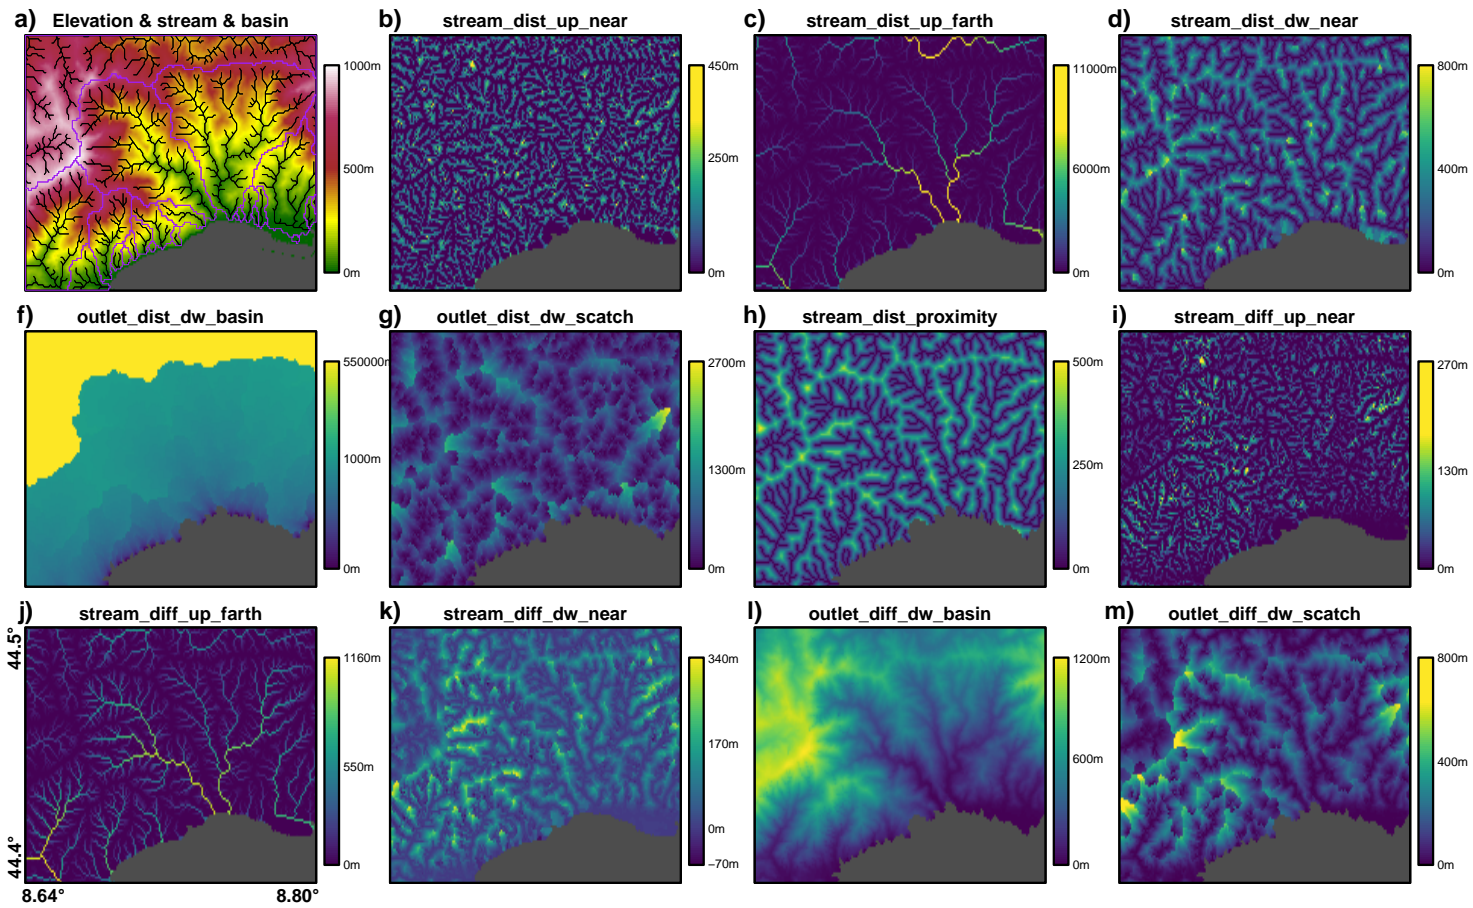 a) Elevation & stream & basin
1000m
500m
0m
b) stream_dist_up_near
450m
250m
0m
c) stream_dist_up_farth
11000m
6000m
0m
d) stream_dist_dw_near
800m
400m
0m
f) outlet_dist_dw_basin
550000m
1000m
0m
g) outlet_dist_dw_scatch
2700m
1300m
0m
h) stream_dist_proximity
500m
250m
0m
i) stream_diff_up_near
270m
130m
0m
j) stream_diff_up_farth
1160m
550m
0m
44.5°
44.4°
8.64°
8.80°
k) stream_diff_dw_near
340m
170m
0m
−70m
l) outlet_diff_dw_basin
1200m
600m
0m
m) outlet_diff_dw_scatch
800m
400m
0m